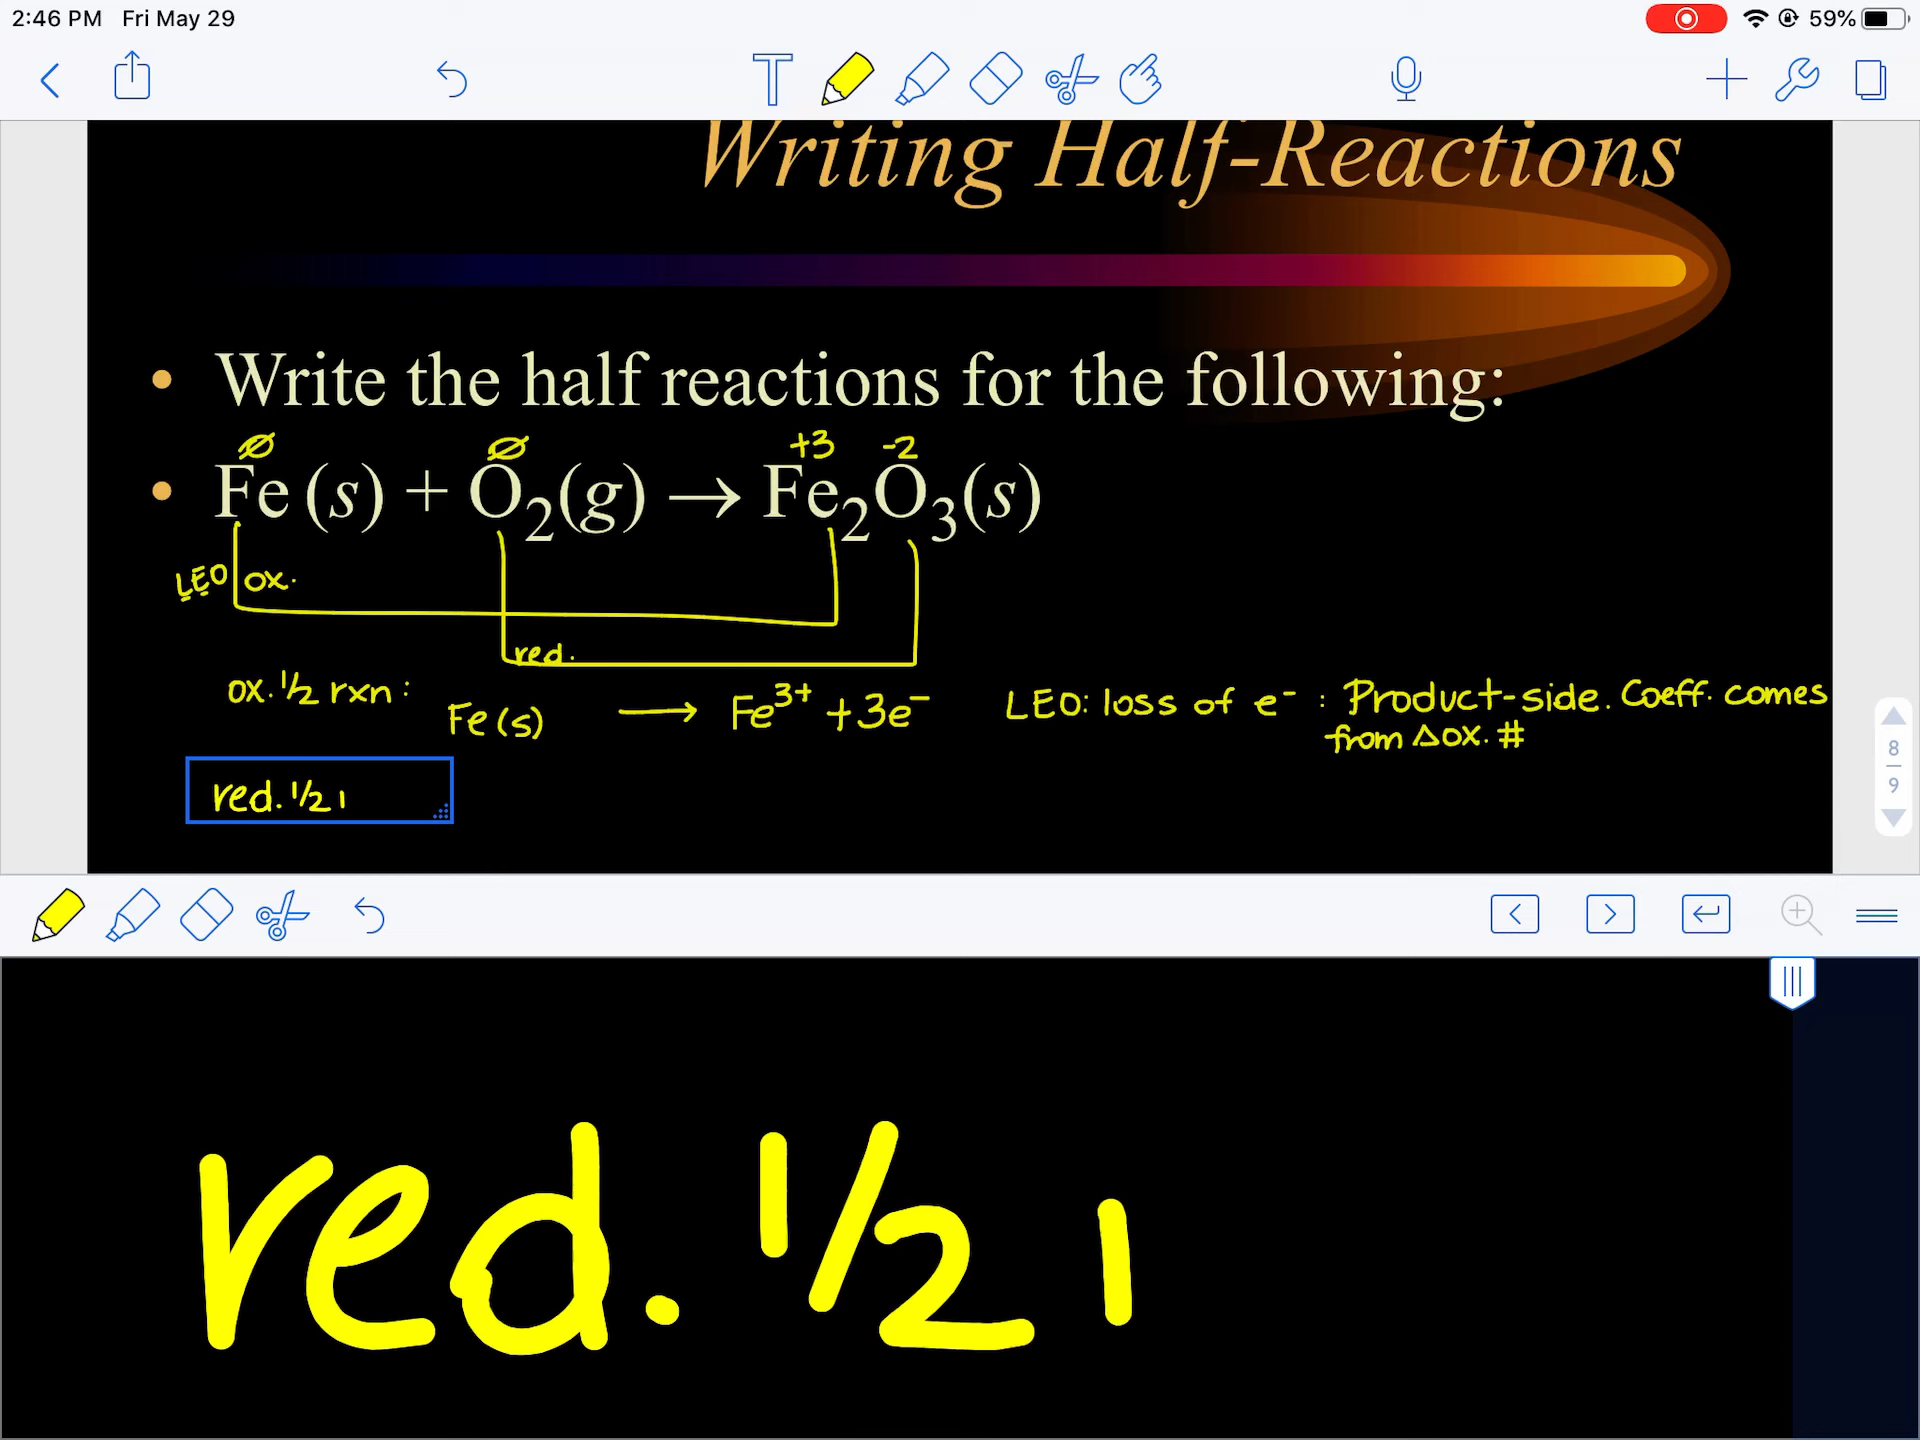 2:46 PM Fri May 29
59%
T
Writing Half-Reactions
• Write the half reactions for the following:
∅ ∅ +3 -2
• Fe (s) + O₂(g) → Fe₂O₃(s)
LEO ox.
red.
ox. ½ rxn:
Fe (s) → Fe³⁺ + 3e⁻
LEO: loss of e⁻ : Product-side. Coeff. comes
from Δox. #
8
9
red. ½ ı
red. ½ ı